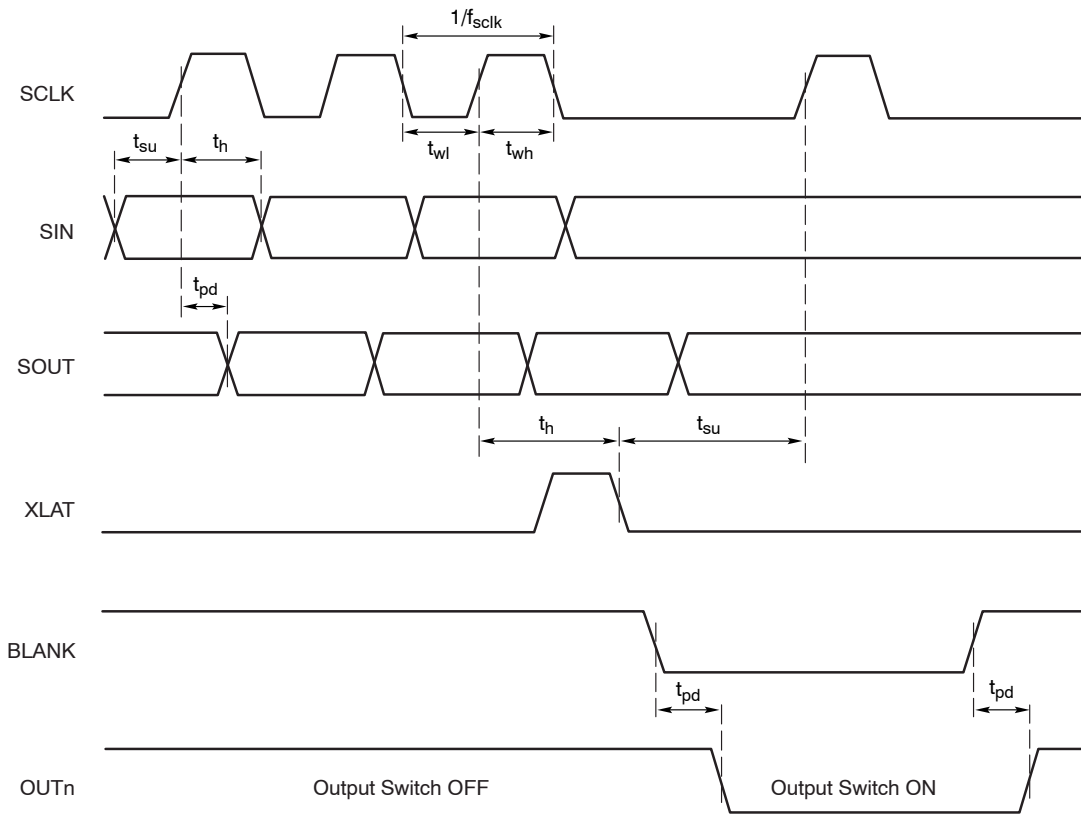 1/fsclk
SCLK
tsu
th
twl
twh
SIN
tpd
SOUT
th
tsu
XLAT
BLANK
tpd
tpd
OUTn
Output Switch OFF
Output Switch ON